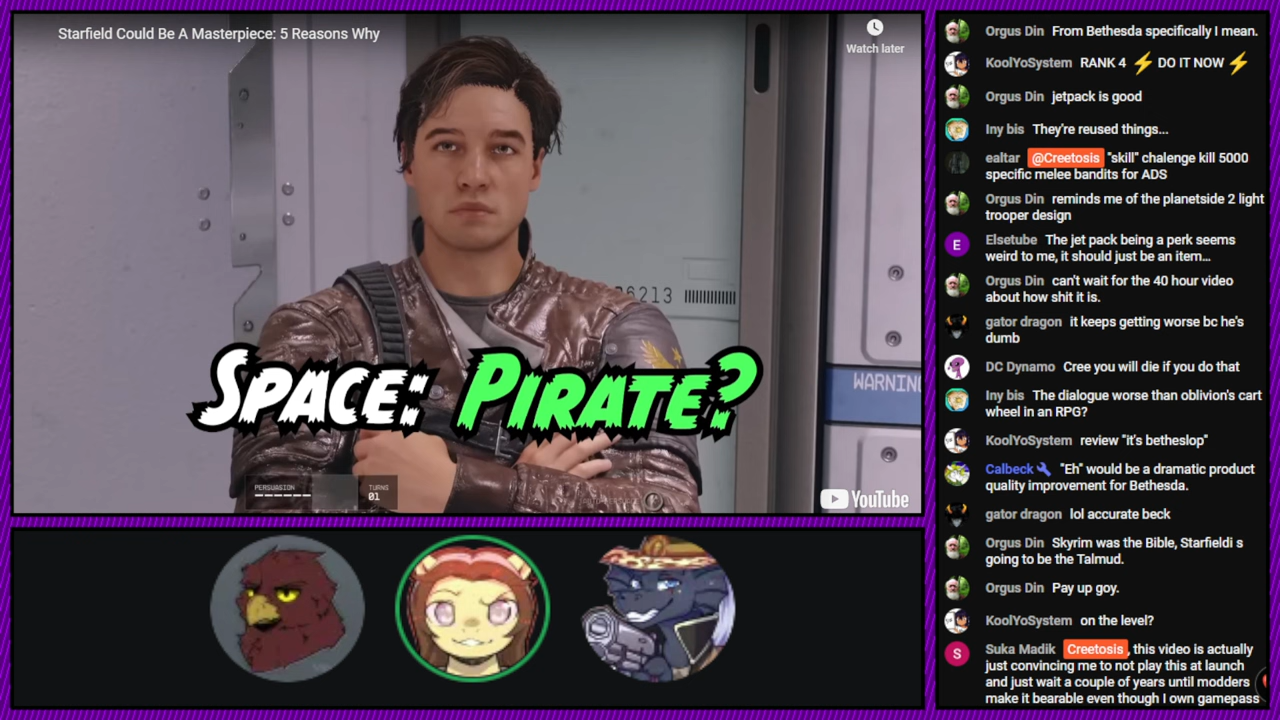 Starfield Could Be A Masterpiece: 5 Reasons Why
Watch later
6213
WARNING
SPACE: PIRATE?
PERSUASION
TURNS
01
YouTube
Orgus Din From Bethesda specifically I mean.
KoolYoSystem RANK 4 ⚡ DO IT NOW ⚡
Orgus Din jetpack is good
Iny bis They're reused things...
ealtar @Creetosis "skill" chalenge kill 5000
specific melee bandits for ADS
Orgus Din reminds me of the planetside 2 light
trooper design
E
Elsetube The jet pack being a perk seems
weird to me, it should just be an item...
Orgus Din can't wait for the 40 hour video
about how shit it is.
gator dragon it keeps getting worse bc he's
dumb
DC Dynamo Cree you will die if you do that
Iny bis The dialogue worse than oblivion's cart
wheel in an RPG?
KoolYoSystem review "it's betheslop"
Calbeck "Eh" would be a dramatic product
quality improvement for Bethesda.
gator dragon lol accurate beck
Orgus Din Skyrim was the Bible, Starfieldi s
going to be the Talmud.
Orgus Din Pay up goy.
KoolYoSystem on the level?
S
Suka Madik Creetosis, this video is actually
just convincing me to not play this at launch
and just wait a couple of years until modders
make it bearable even though I own gamepass